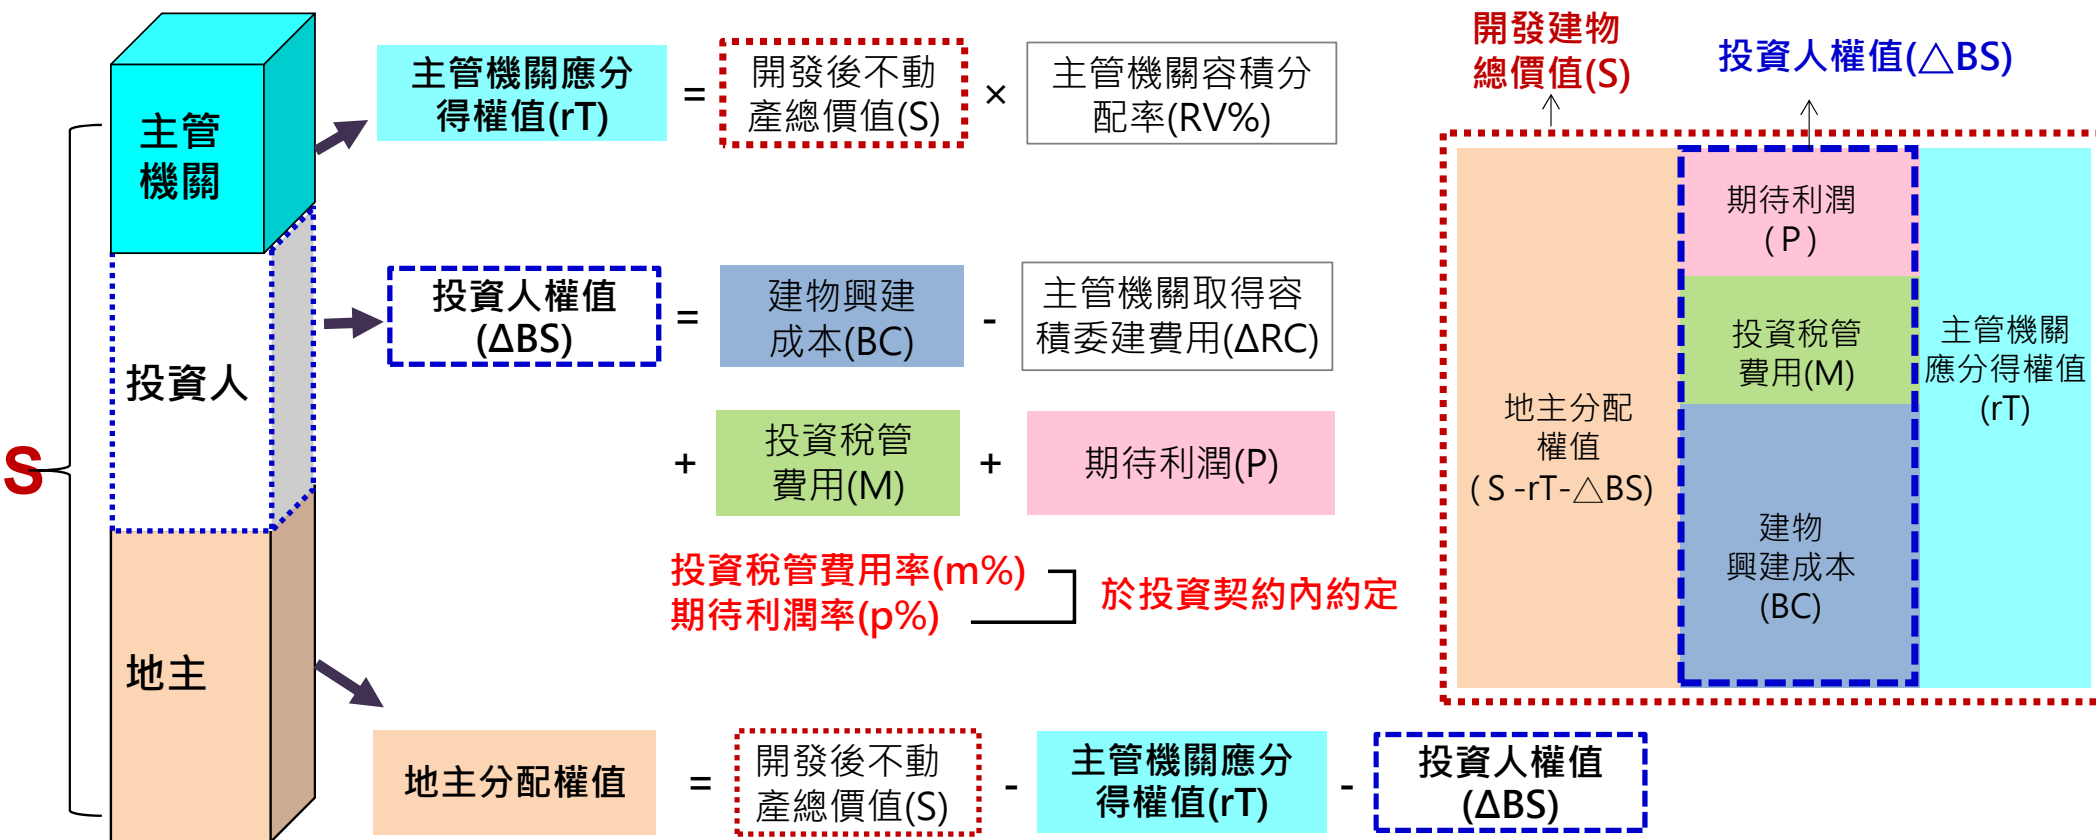 S
主管
機關
投資人
地主
主管機關應分
得權值(rT)
=
開發後不動
產總價值(S)
×
主管機關容積分
配率(RV%)
投資人權值
(ΔBS)
=
建物興建
成本(BC)
-
主管機關取得容
積委建費用(ΔRC)
+
投資稅管
費用(M)
+
期待利潤(P)
投資稅管費用率(m%)
期待利潤率(p%)
於投資契約內約定
地主分配權值
=
開發後不動
產總價值(S)
-
主管機關應分
得權值(rT)
-
投資人權值
(ΔBS)
開發建物
總價值(S)
投資人權值(△BS)
地主分配
權值
( S -rT-△BS)
期待利潤
( P )
投資稅管
費用(M)
建物
興建成本
(BC)
主管機關
應分得權值
(rT)